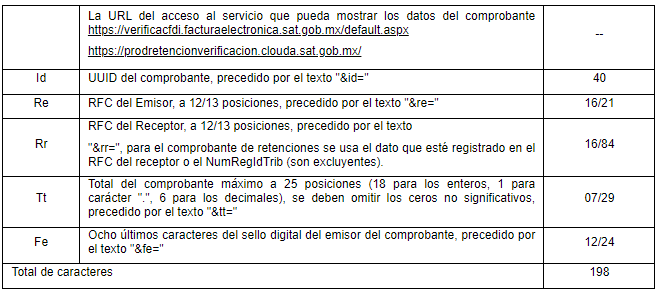 La URL del acceso al servicio que pueda mostrar los datos del comprobante
https://verificacfdi.facturaelectronica.sat.gob.mx/default.aspx
https://prodretencionverificacion.clouda.sat.gob.mx/
--
Id
UUID del comprobante, precedido por el texto "&id="
40
Re
RFC del Emisor, a 12/13 posiciones, precedido por el texto "&re="
16/21
Rr
RFC del Receptor, a 12/13 posiciones, precedido por el texto
"&rr=", para el comprobante de retenciones se usa el dato que esté registrado en el
RFC del receptor o el NumRegIdTrib (son excluyentes).
16/84
Tt
Total del comprobante máximo a 25 posiciones (18 para los enteros, 1 para
carácter ".", 6 para los decimales), se deben omitir los ceros no significativos,
precedido por el texto "&tt="
07/29
Fe
Ocho últimos caracteres del sello digital del emisor del comprobante, precedido por
el texto "&fe="
12/24
Total de caracteres
198